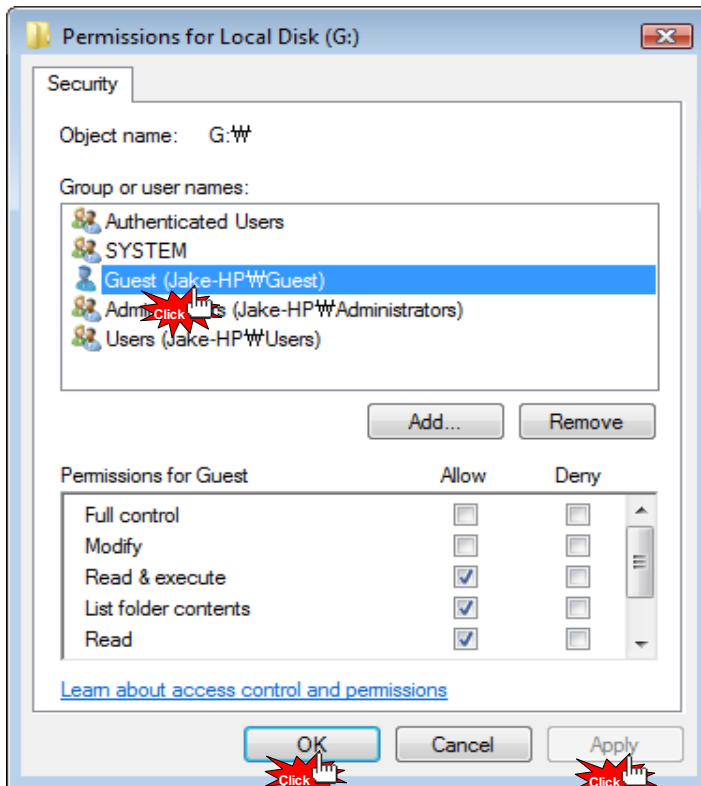 Permissions for Local Disk (G:)
Security
Object name: G:₩
Group or user names:
Authenticated Users
SYSTEM
Guest (Jake-HP₩Guest)
Click
(Jake-HP₩Administrators)
Users (Jake-HP₩Users)
Add... Remove
Permissions for Guest Allow Deny
Full control
Modify
Read & execute
List folder contents
Read
Learn about access control and permissions
OK Cancel Apply
Click Click